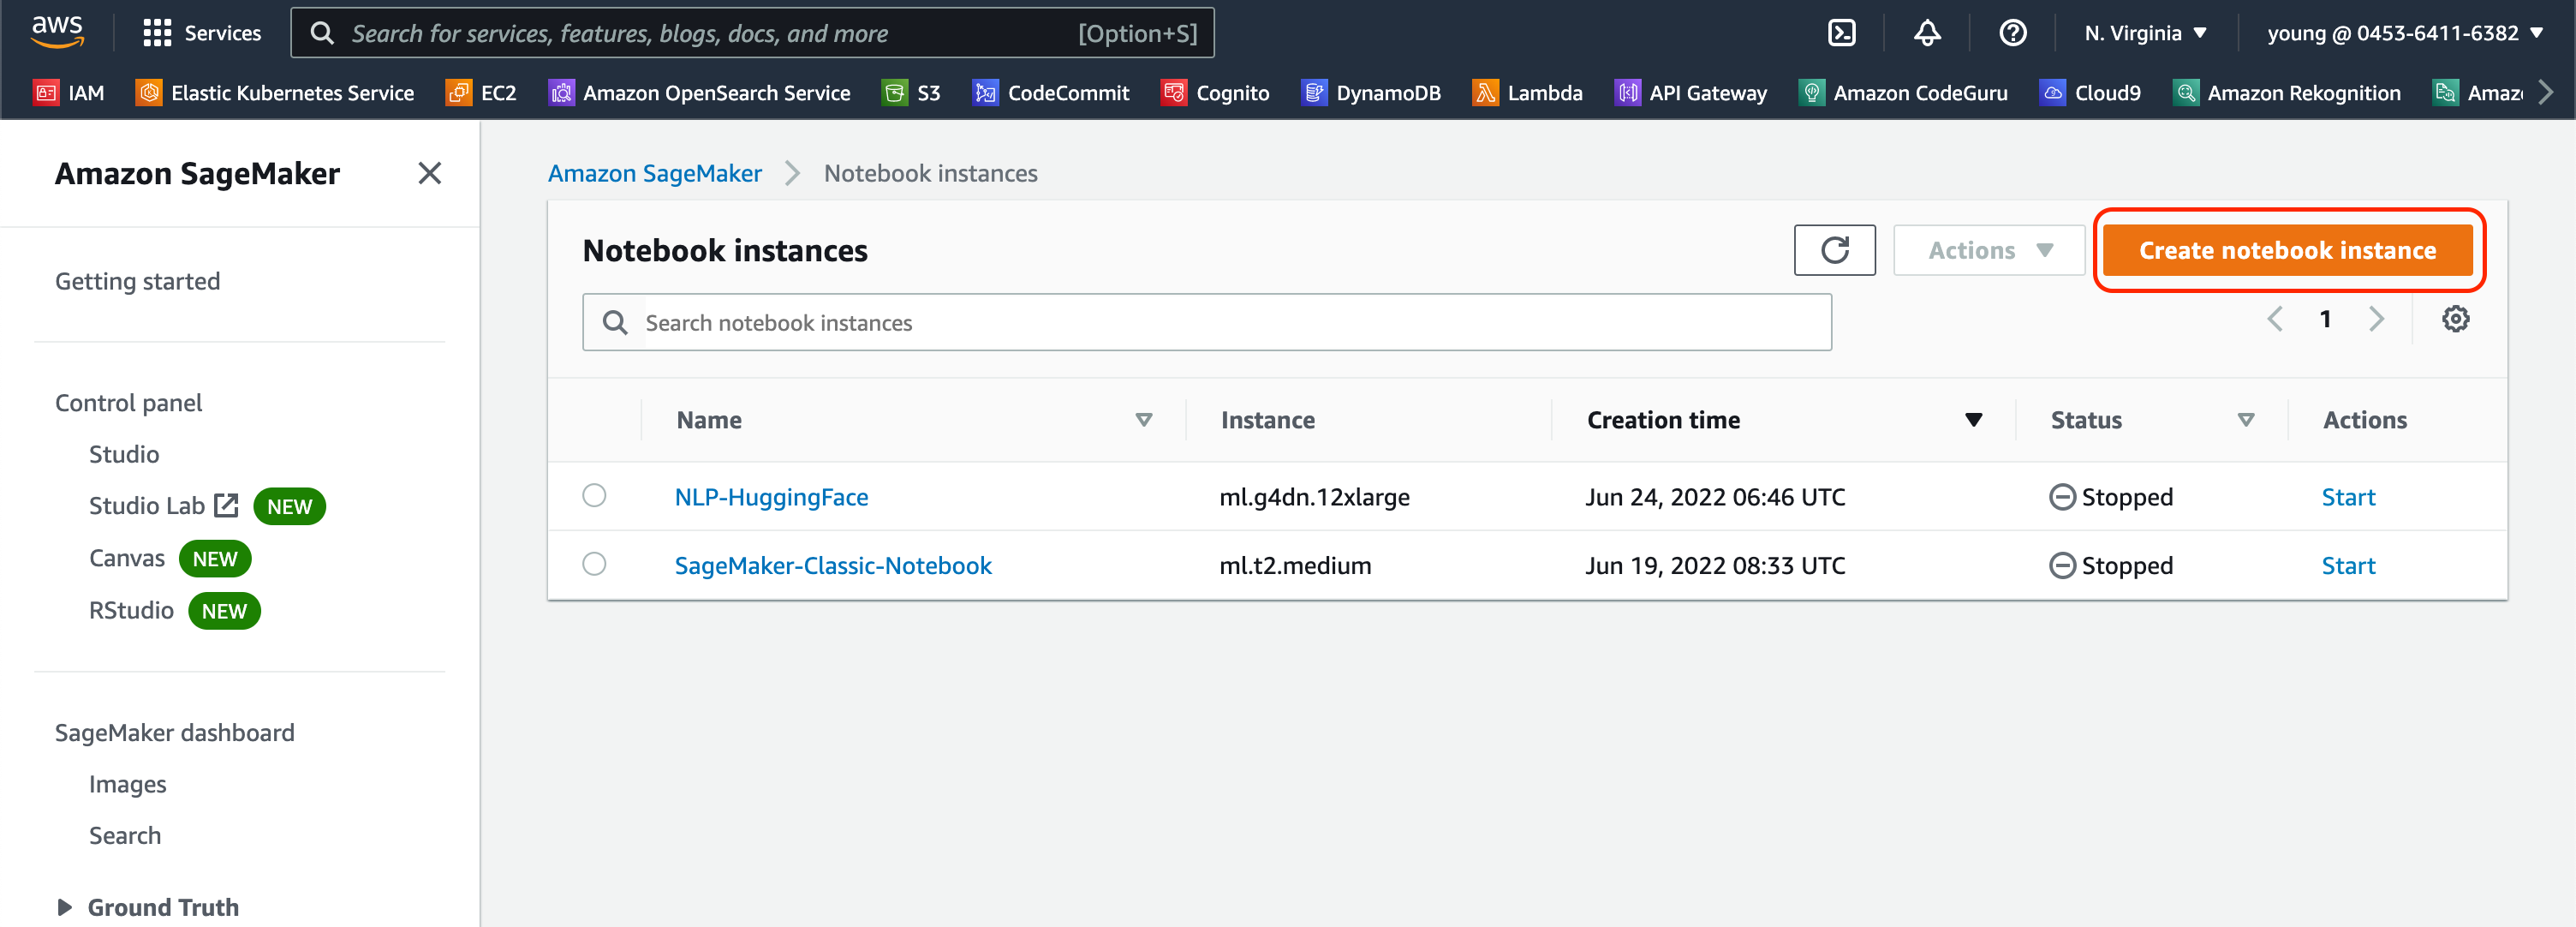 aws Services Search for services, features, blogs, docs, and more [Option+S] N. Virginia young @ 0453-6411-6382
IAM Elastic Kubernetes Service EC2 Amazon OpenSearch Service S3 CodeCommit Cognito DynamoDB Lambda API Gateway Amazon CodeGuru Cloud9 Amazon Rekognition
Amazon SageMaker
Getting started
Control panel
Studio
Studio Lab NEW
Canvas NEW
RStudio NEW
SageMaker dashboard
Images
Search
Ground Truth
Amazon SageMaker Notebook instances
Notebook instances Actions Create notebook instance
Search notebook instances 1
Name Instance Creation time Status Actions
NLP-HuggingFace ml.g4dn.12xlarge Jun 24, 2022 06:46 UTC Stopped Start
SageMaker-Classic-Notebook ml.t2.medium Jun 19, 2022 08:33 UTC Stopped Start